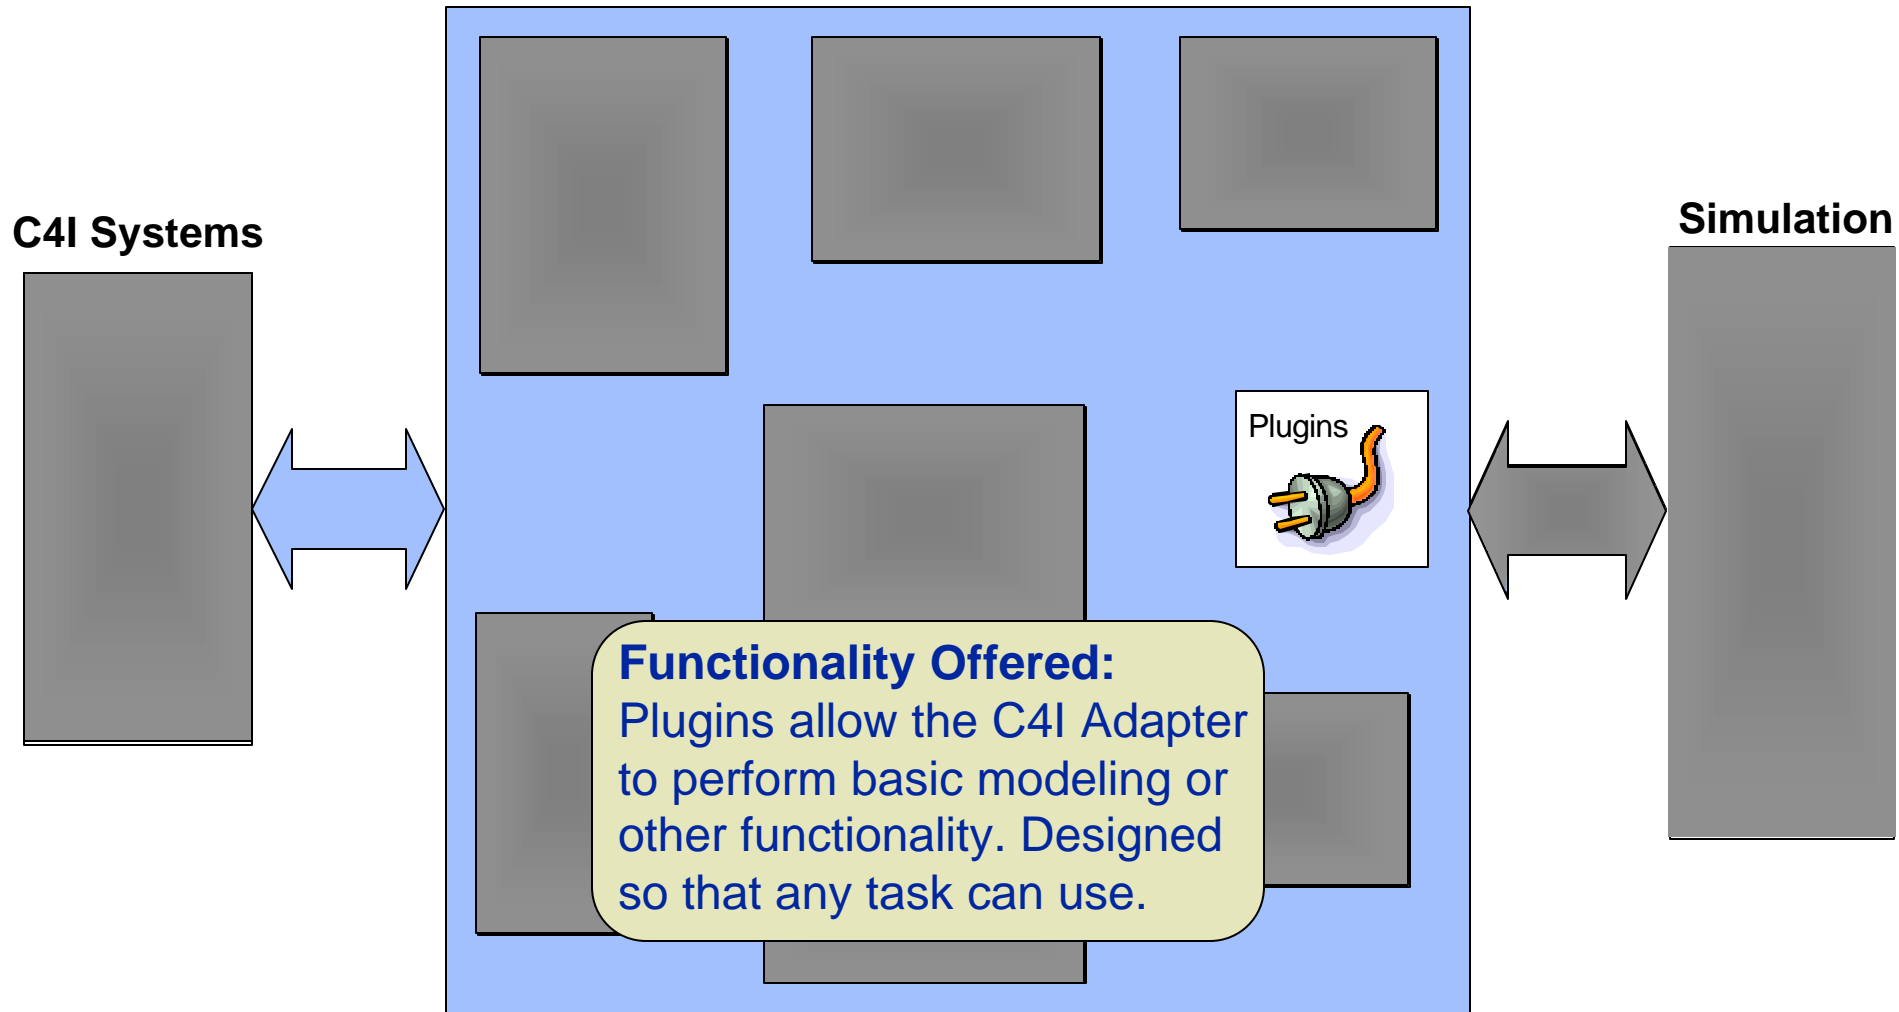 C4I Systems
Simulation
Plugins
Functionality Offered:
Plugins allow the C4I Adapter
to perform basic modeling or
other functionality. Designed
so that any task can use.